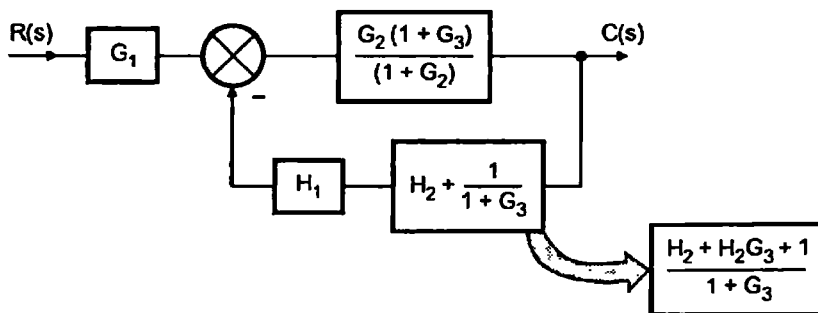 R(s)
G₁
G₂ (1 + G₃)
(1 + G₂)
C(s)
–
H₁
H₂ + 1
1 + G₃
H₂ + H₂G₃ + 1
1 + G₃